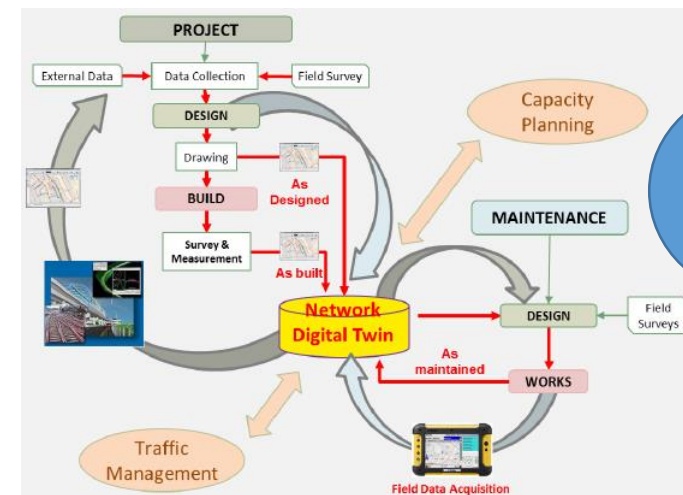 PROJECT
External Data
Data Collection
Field Survey
DESIGN
Drawing
As
Designed
BUILD
Survey &
Measurement
As built
Capacity
Planning
MAINTENANCE
Network
Digital Twin
DESIGN
Field
Surveys
As
maintained
WORKS
Traffic
Management
Field Data Acquisition